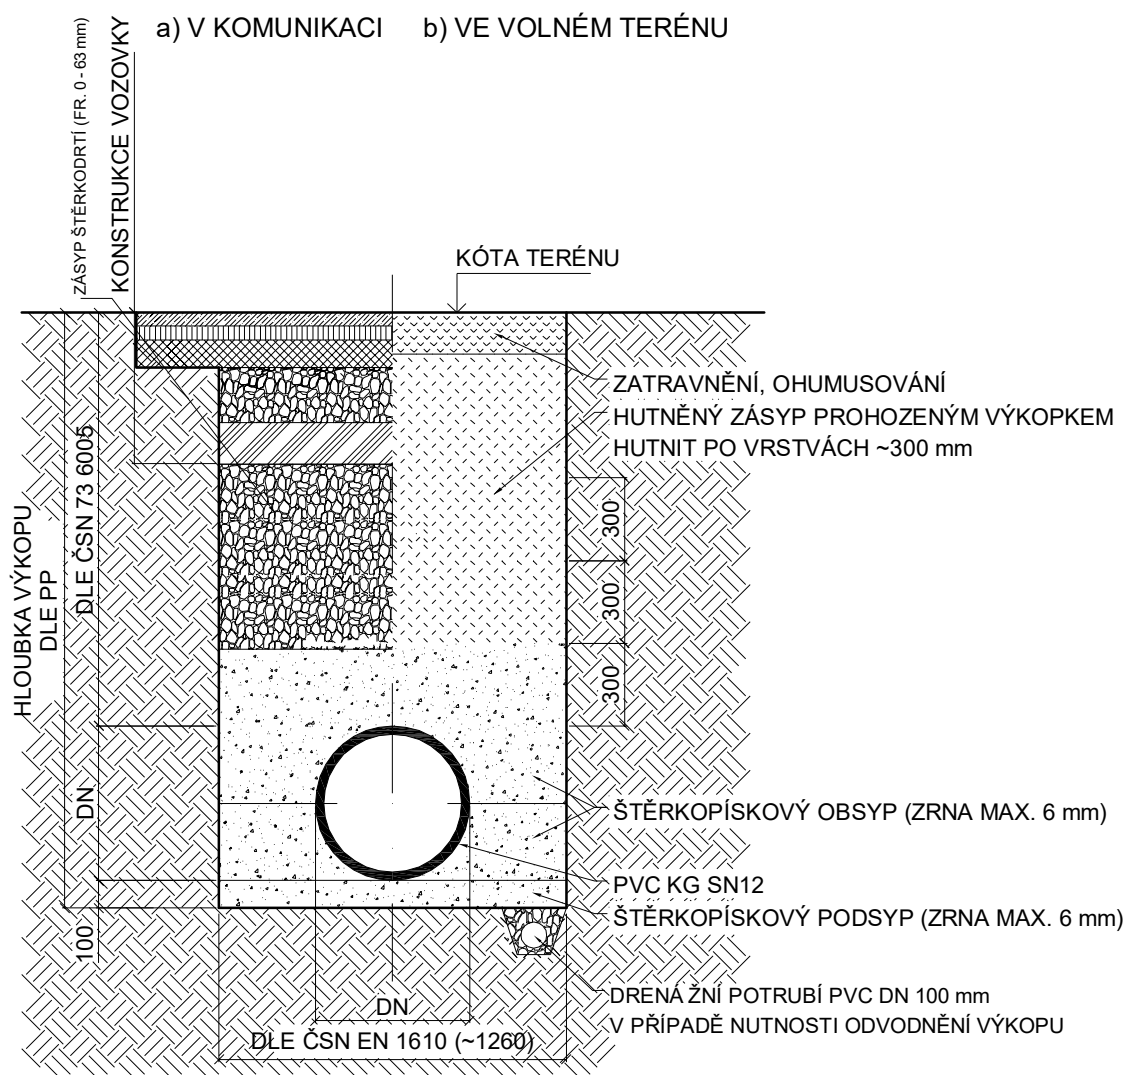 a) V KOMUNIKACI
b) VE VOLNÉM TERÉNU
ZÁSYP ŠTĚRKODRTÍ (FR. 0 - 63 mm)
KONSTRUKCE VOZOVKY
KÓTA TERÉNU
ZATRAVNĚNÍ, OHUMUSOVÁNÍ
HUTNĚNÝ ZÁSYP PROHOZENÝM VÝKOPKEM
HUTNIT PO VRSTVÁCH ~300 mm
HLOUBKA VÝKOPU
DLE PP
DLE ČSN 73 6005
300
300
300
DN
100
ŠTĚRKOPÍSKOVÝ OBSYP (ZRNA MAX. 6 mm)
PVC KG SN12
ŠTĚRKOPÍSKOVÝ PODSYP (ZRNA MAX. 6 mm)
DRENÁŽNÍ POTRUBÍ PVC DN 100 mm
V PŘÍPADĚ NUTNOSTI ODVODNĚNÍ VÝKOPU
DN
DLE ČSN EN 1610 (~1260)